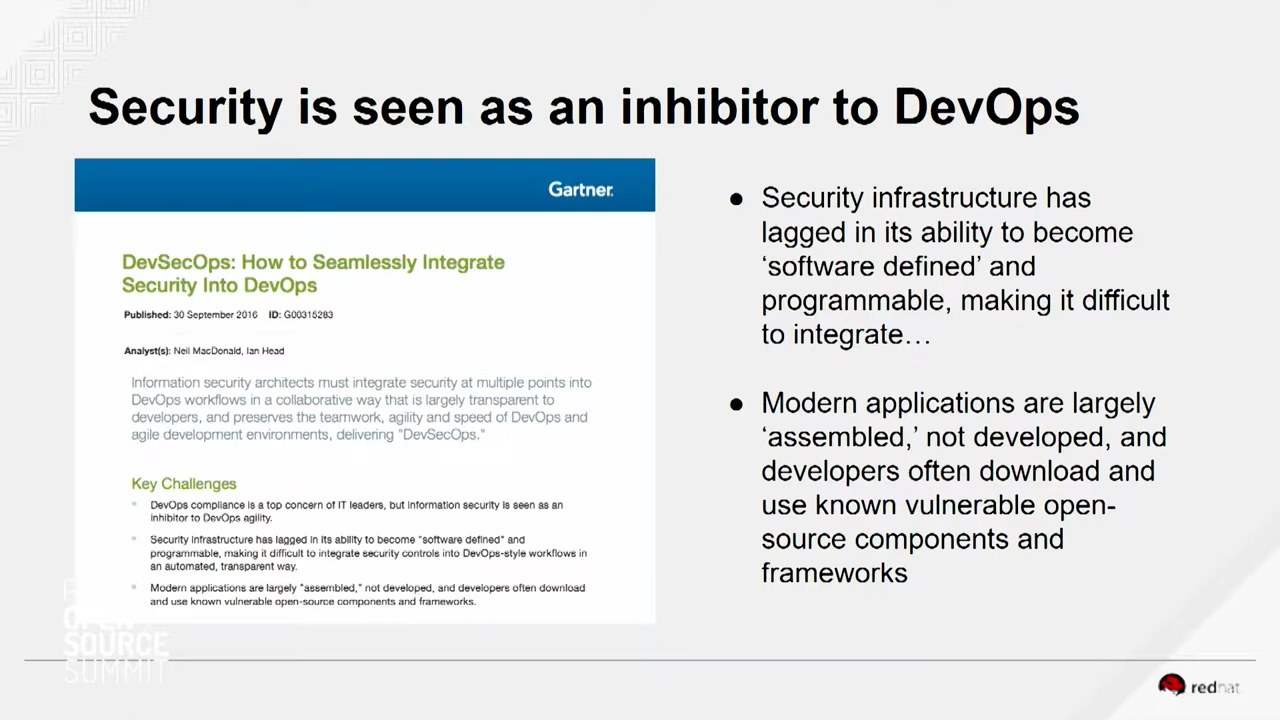 Security is seen as an inhibitor to DevOps
Gartner.
DevSecOps: How to Seamlessly Integrate
Security Into DevOps
Published: 30 September 2016 ID: G00315283
Analyst(s): Neil MacDonald, Ian Head
Information security architects must integrate security at multiple points into
DevOps workflows in a collaborative way that is largely transparent to
developers, and preserves the teamwork, agility and speed of DevOps and
agile development environments, delivering "DevSecOps."
Key Challenges
DevOps compliance is a top concern of IT leaders, but information security is seen as an
inhibitor to DevOps agility.
Security infrastructure has lagged in its ability to become "software defined" and
programmable, making it difficult to integrate security controls into DevOps-style workflows in
an automated, transparent way.
Modern applications are largely "assembled," not developed, and developers often download
and use known vulnerable open-source components and frameworks.
● Security infrastructure has
lagged in its ability to become
‘software defined’ and
programmable, making it difficult
to integrate…
● Modern applications are largely
‘assembled,’ not developed, and
developers often download and
use known vulnerable open-
source components and
frameworks
OPEN
SOURCE
SUMMIT
redhat.